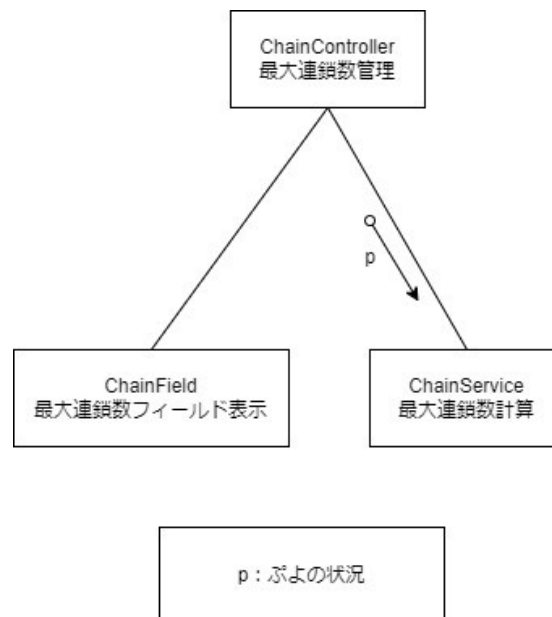 ChainController
最大連鎖数管理
p
ChainField
最大連鎖数フィールド表示
ChainService
最大連鎖数計算
p：ぷよの状況